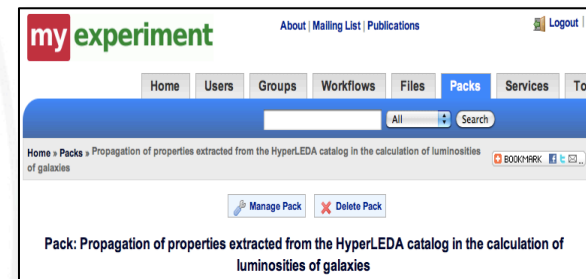 my experiment
About | Mailing List | Publications
Logout |
Home Users Groups Workflows Files Packs Services To
All Search
Home » Packs » Propagation of properties extracted from the HyperLEDA catalog in the calculation of luminosities
of galaxies
BOOKMARK
Manage Pack Delete Pack
Pack: Propagation of properties extracted from the HyperLEDA catalog in the calculation of
luminosities of galaxies